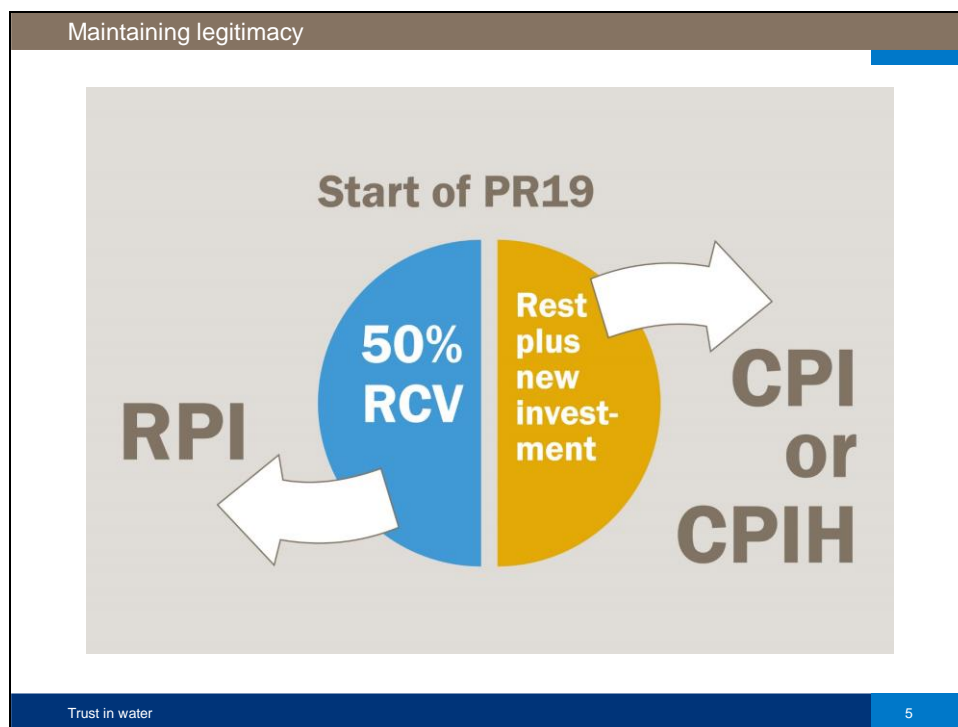 Maintaining legitimacy
Start of PR19
50%
RCV
Rest
plus
new
invest-
ment
RPI
CPI
or
CPIH
Trust in water
5